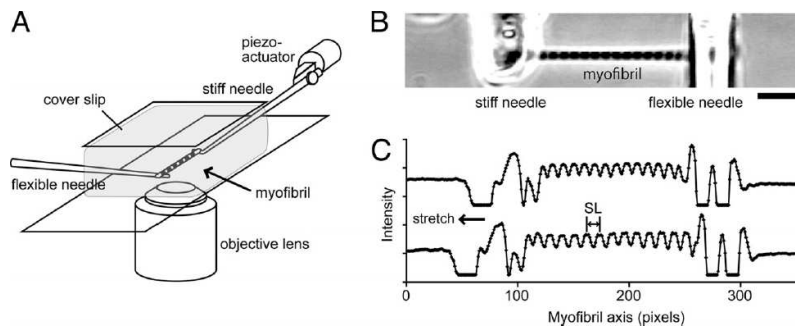 A
piezo-
actuator
stiff needle
cover slip
flexible needle
myofibril
objective lens
B
myofibril
stiff needle
flexible needle
C
Intensity
stretch
SL
0
100
200
300
Myofibril axis (pixels)